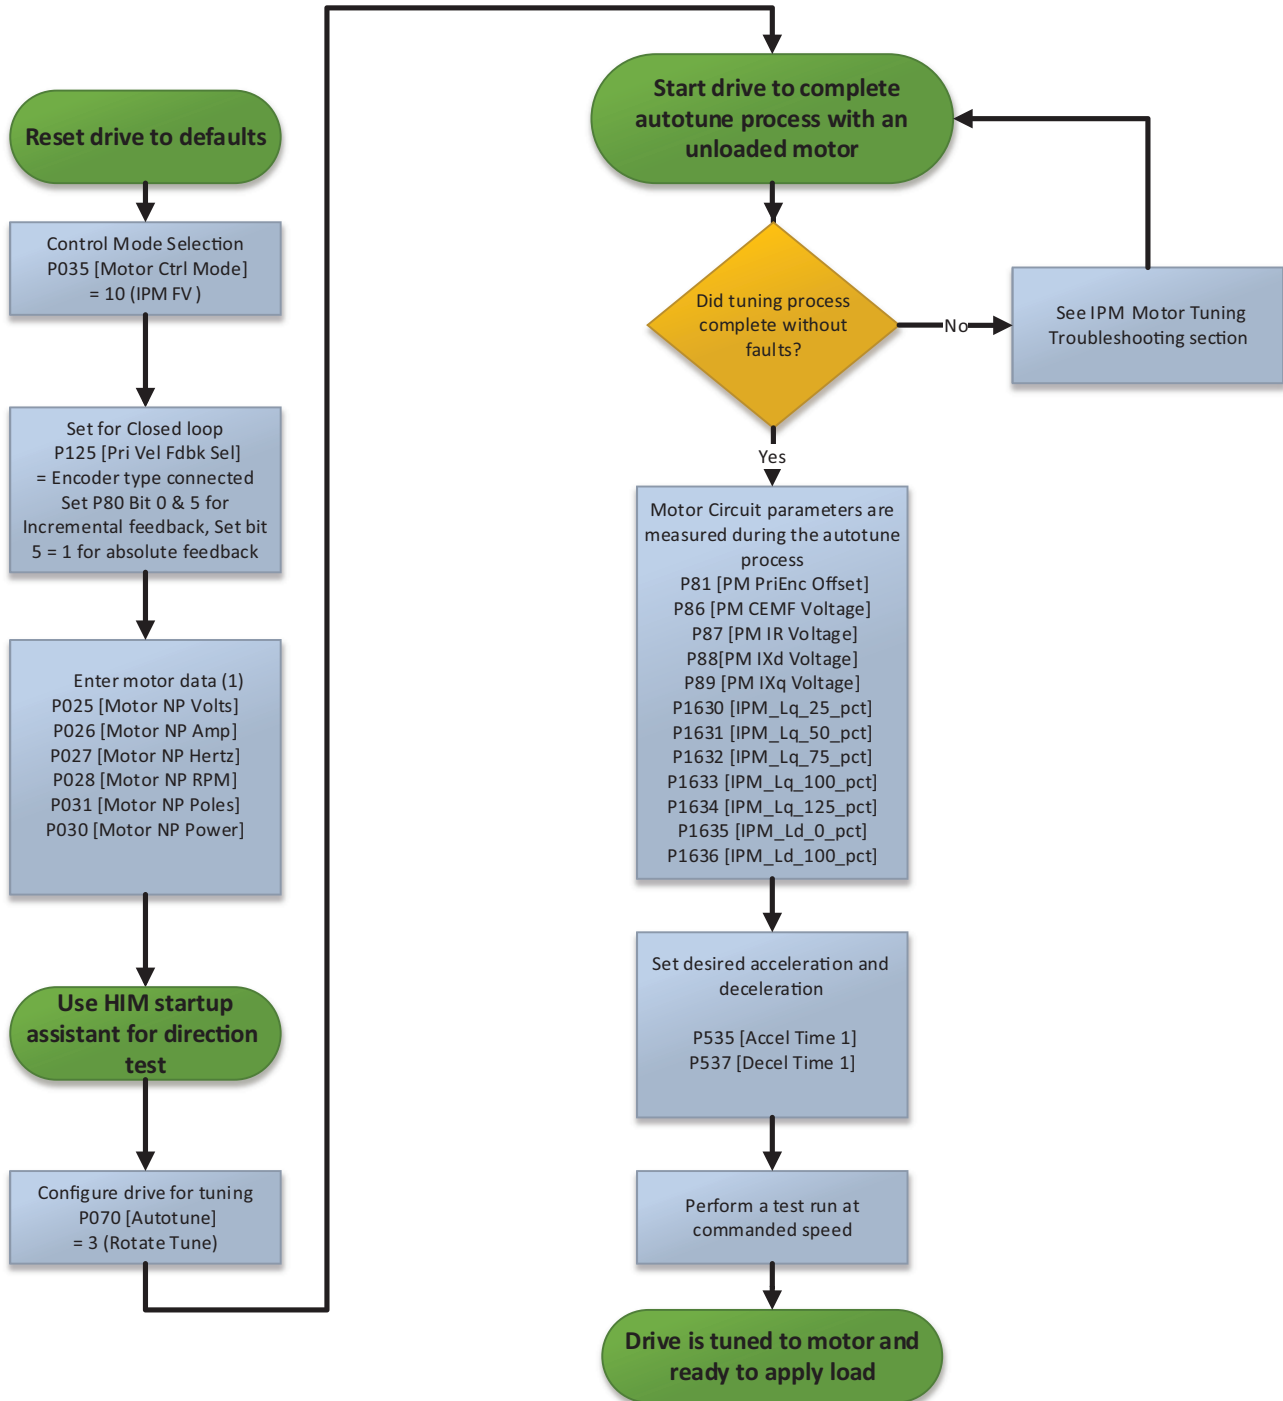 Reset drive to defaults
Control Mode Selection
P035 [Motor Ctrl Mode]
= 10 (IPM FV )
Set for Closed loop
P125 [Pri Vel Fdbk Sel]
= Encoder type connected
Set P80 Bit 0 & 5 for
Incremental feedback, Set bit
5 = 1 for absolute feedback
Enter motor data (1)
P025 [Motor NP Volts]
P026 [Motor NP Amp]
P027 [Motor NP Hertz]
P028 [Motor NP RPM]
P031 [Motor NP Poles]
P030 [Motor NP Power]
Use HIM startup
assistant for direction
test
Configure drive for tuning
P070 [Autotune]
= 3 (Rotate Tune)
Start drive to complete
autotune process with an
unloaded motor
Did tuning process
complete without
faults?
No
See IPM Motor Tuning
Troubleshooting section
Yes
Motor Circuit parameters are
measured during the autotune
process
P81 [PM PriEnc Offset]
P86 [PM CEMF Voltage]
P87 [PM IR Voltage]
P88[PM IXd Voltage]
P89 [PM IXq Voltage]
P1630 [IPM_Lq_25_pct]
P1631 [IPM_Lq_50_pct]
P1632 [IPM_Lq_75_pct]
P1633 [IPM_Lq_100_pct]
P1634 [IPM_Lq_125_pct]
P1635 [IPM_Ld_0_pct]
P1636 [IPM_Ld_100_pct]
Set desired acceleration and
deceleration
P535 [Accel Time 1]
P537 [Decel Time 1]
Perform a test run at
commanded speed
Drive is tuned to motor and
ready to apply load